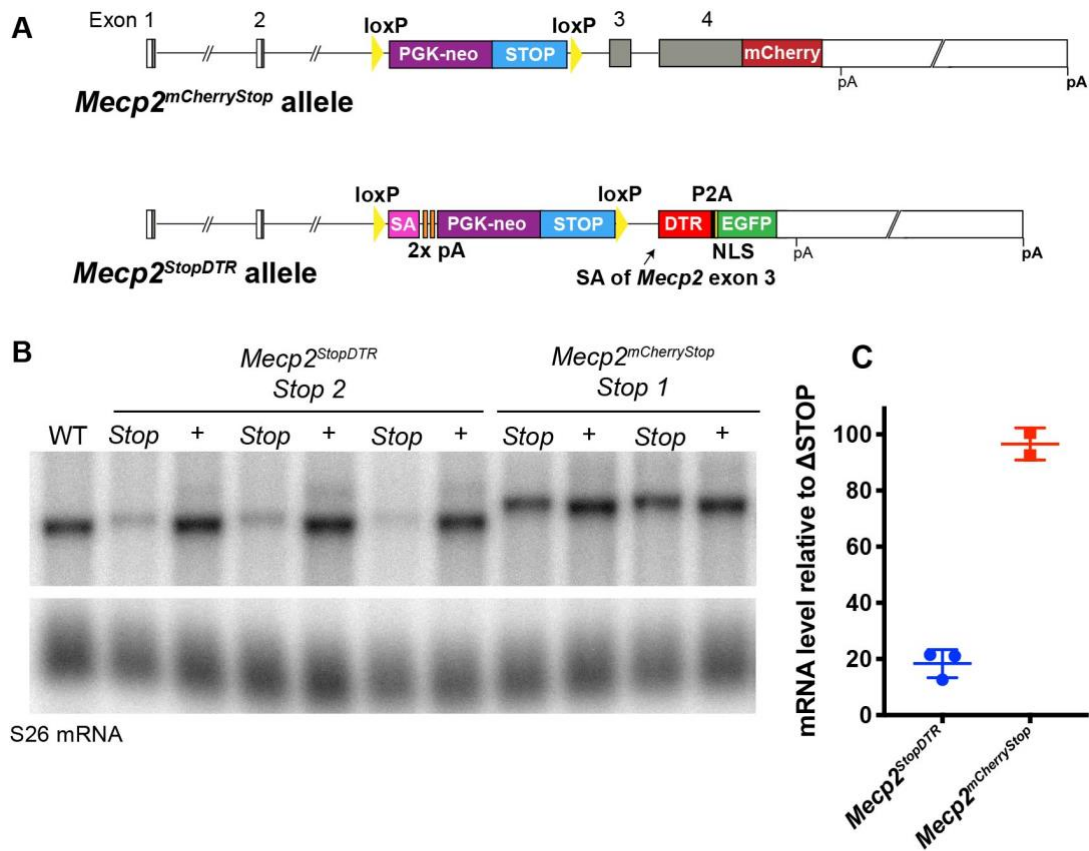 A
Exon 1 2 loxP loxP 3 4
PGK-neo STOP mCherry
pA pA
Mecp2mCherryStop allele
loxP loxP P2A
SA PGK-neo STOP DTR EGFP
2x pA NLS pA pA
Mecp2StopDTR allele
SA of Mecp2 exon 3
B
Mecp2StopDTR Mecp2mCherryStop
Stop 2 Stop 1
WT Stop + Stop + Stop + Stop + Stop +
S26 mRNA
C
mRNA level relative to ΔSTOP
100
80
60
40
20
0
Mecp2StopDTR
Mecp2mCherryStop